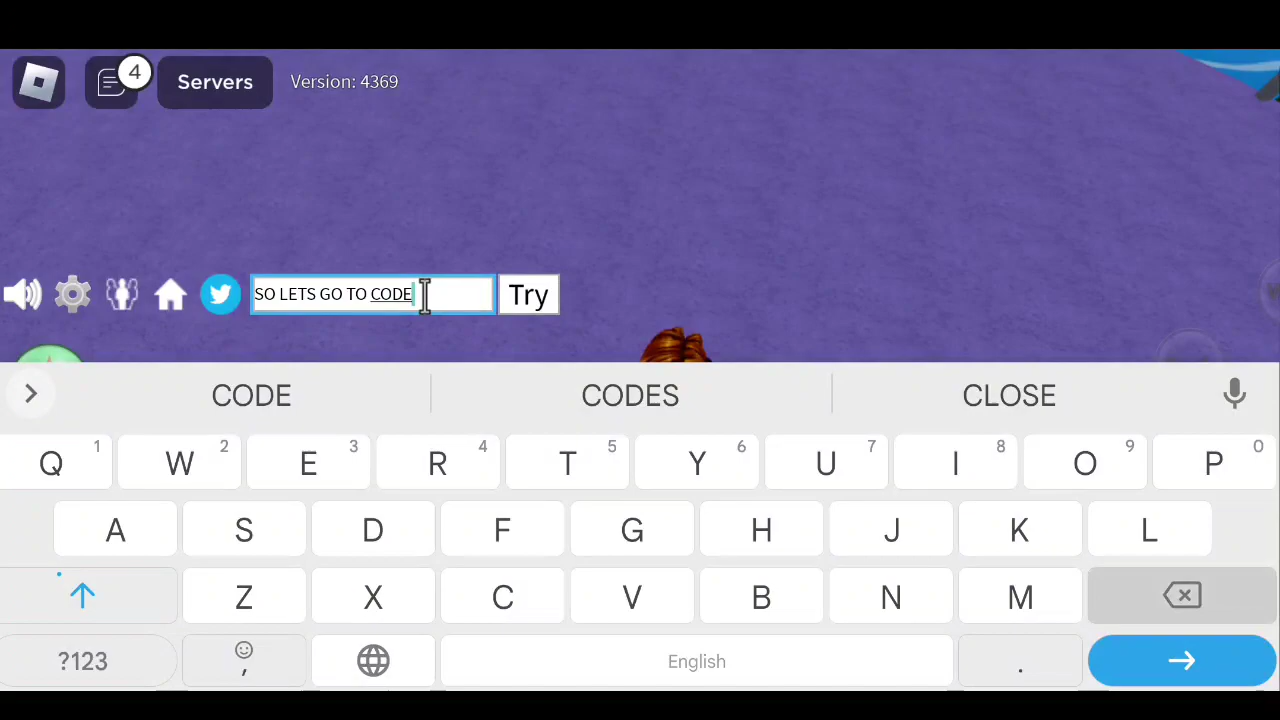 4
Servers
Version: 4369
SO LETS GO TO CODE
Try
CODE
CODES
CLOSE
Q 1 W 2 E 3 R 4 T 5 Y 6 U 7 I 8 O 9 P 0
A S D F G H J K L
Z X C V B N M
?123 , English .